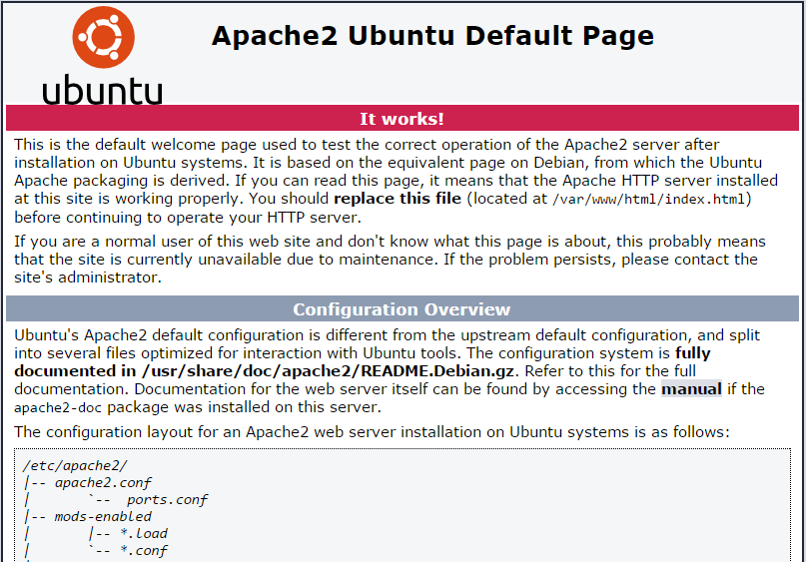 ubuntu
Apache2 Ubuntu Default Page
It works!
This is the default welcome page used to test the correct operation of the Apache2 server after
installation on Ubuntu systems. It is based on the equivalent page on Debian, from which the Ubuntu
Apache packaging is derived. If you can read this page, it means that the Apache HTTP server installed
at this site is working properly. You should replace this file (located at /var/www/html/index.html)
before continuing to operate your HTTP server.
If you are a normal user of this web site and don't know what this page is about, this probably means
that the site is currently unavailable due to maintenance. If the problem persists, please contact the
site's administrator.
Configuration Overview
Ubuntu's Apache2 default configuration is different from the upstream default configuration, and split
into several files optimized for interaction with Ubuntu tools. The configuration system is fully
documented in /usr/share/doc/apache2/README.Debian.gz. Refer to this for the full
documentation. Documentation for the web server itself can be found by accessing the manual if the
apache2-doc package was installed on this server.
The configuration layout for an Apache2 web server installation on Ubuntu systems is as follows:
/etc/apache2/
|-- apache2.conf
|       `--  ports.conf
|-- mods-enabled
|       |-- *.load
|       `-- *.conf